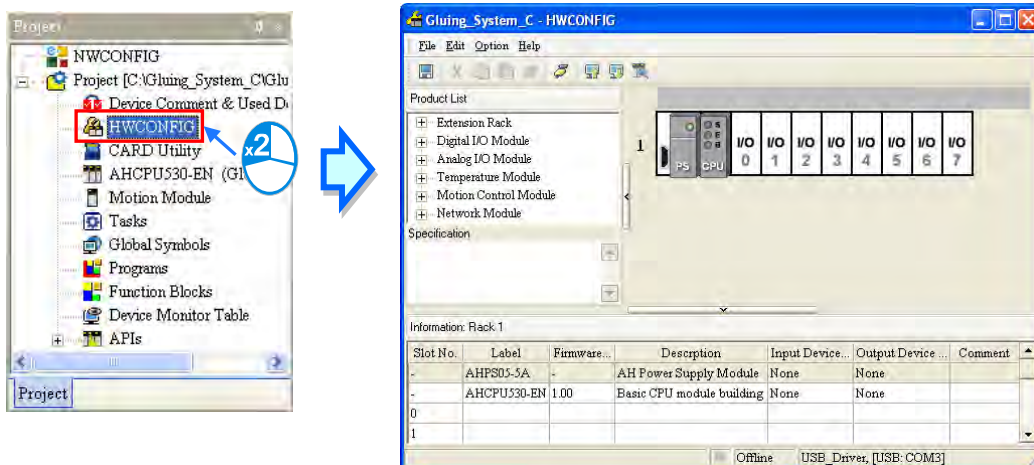 Project
NWCONFIG
Project [C:\Gluing_System_C\Glu
Device Comment & Used D
HWCONFIG
CARD Utility
AHCPU530-EN (Gl
Motion Module
Tasks
Global Symbols
Programs
Function Blocks
Device Monitor Table
APIs
Project
x2
Gluing_System_C - HWCONFIG
File Edit Option Help
Product List
Extension Rack
Digital I/O Module
Analog I/O Module
Temperature Module
Motion Control Module
Network Module
Specification
1
PS CPU I/O 0 I/O 1 I/O 2 I/O 3 I/O 4 I/O 5 I/O 6 I/O 7
Information: Rack 1
Slot No. Label Firmware... Descrption Input Device... Output Device ... Comment
- AHPS05-5A - AH Power Supply Module None None
- AHCPU530-EN 1.00 Basic CPU module building None None
0
1
Offline USB_Driver, [USB: COM3]